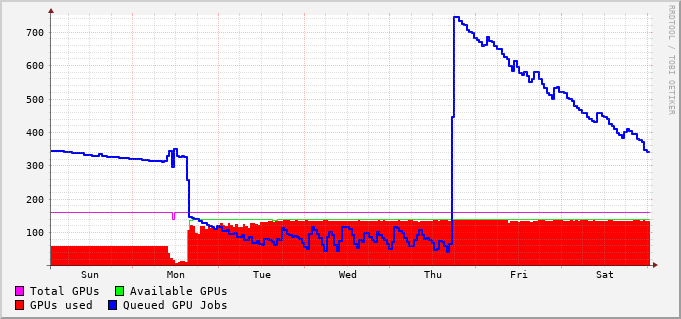 700
600
500
400
300
200
100
Sun Mon Tue Wed Thu Fri Sat
Total GPUs Available GPUs
GPUs used Queued GPU Jobs
RRDTOOL / TOBI OETIKER